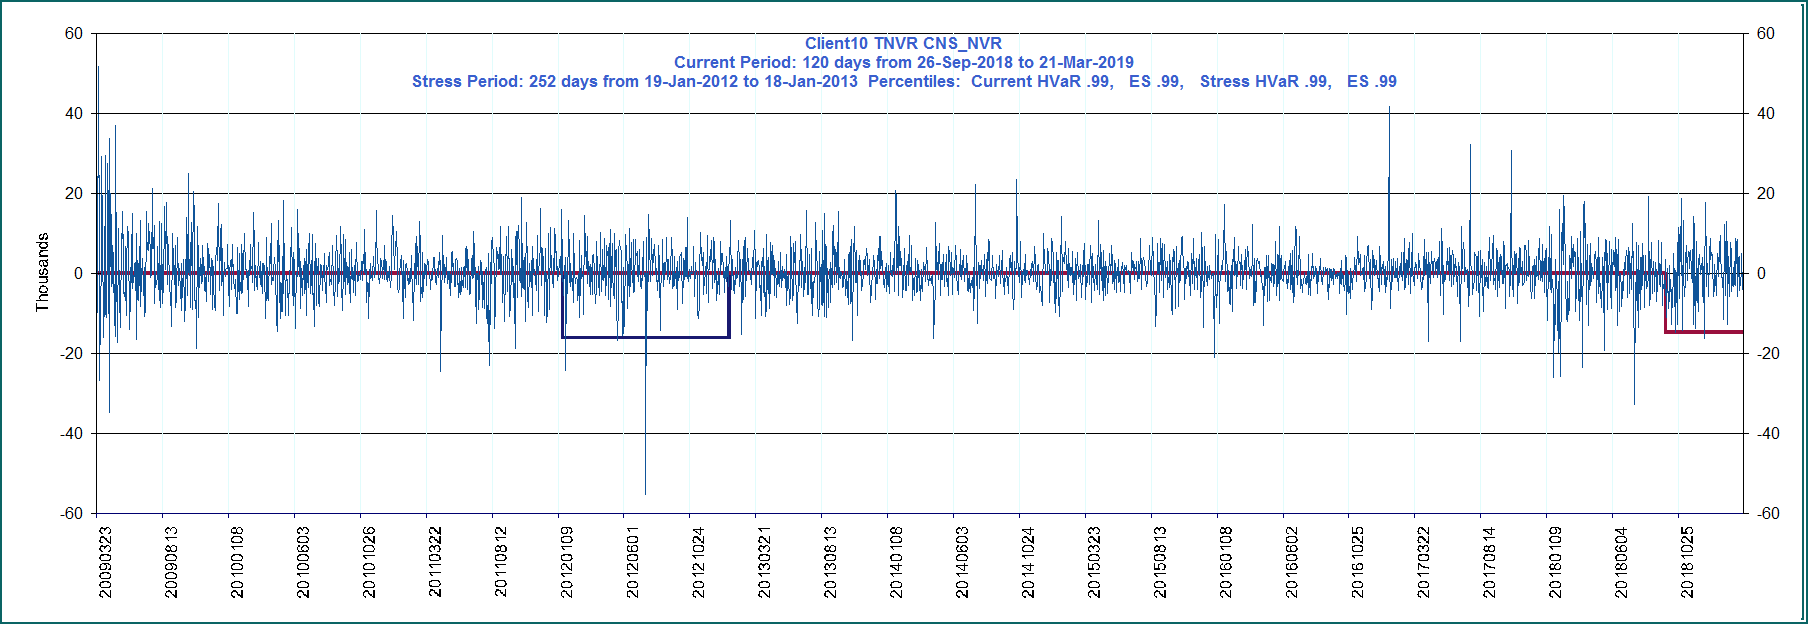 Client10 TNVR CNS_NVR
Current Period: 120 days from 26-Sep-2018 to 21-Mar-2019
Stress Period: 252 days from 19-Jan-2012 to 18-Jan-2013  Percentiles:  Current HVaR .99,   ES .99,   Stress HVaR .99,   ES .99
Thousands
60 60
40 40
20 20
0 0
-20 -20
-40 -40
-60 -60
20090323 20090813 20100108 20100603 20101026 20110322 20110812 20120109 20120601 20121024 20130321 20130813 20140108 20140603 20141024 20150323 20150813 20160108 20160602 20161025 20170322 20170814 20180109 20180604 20181025